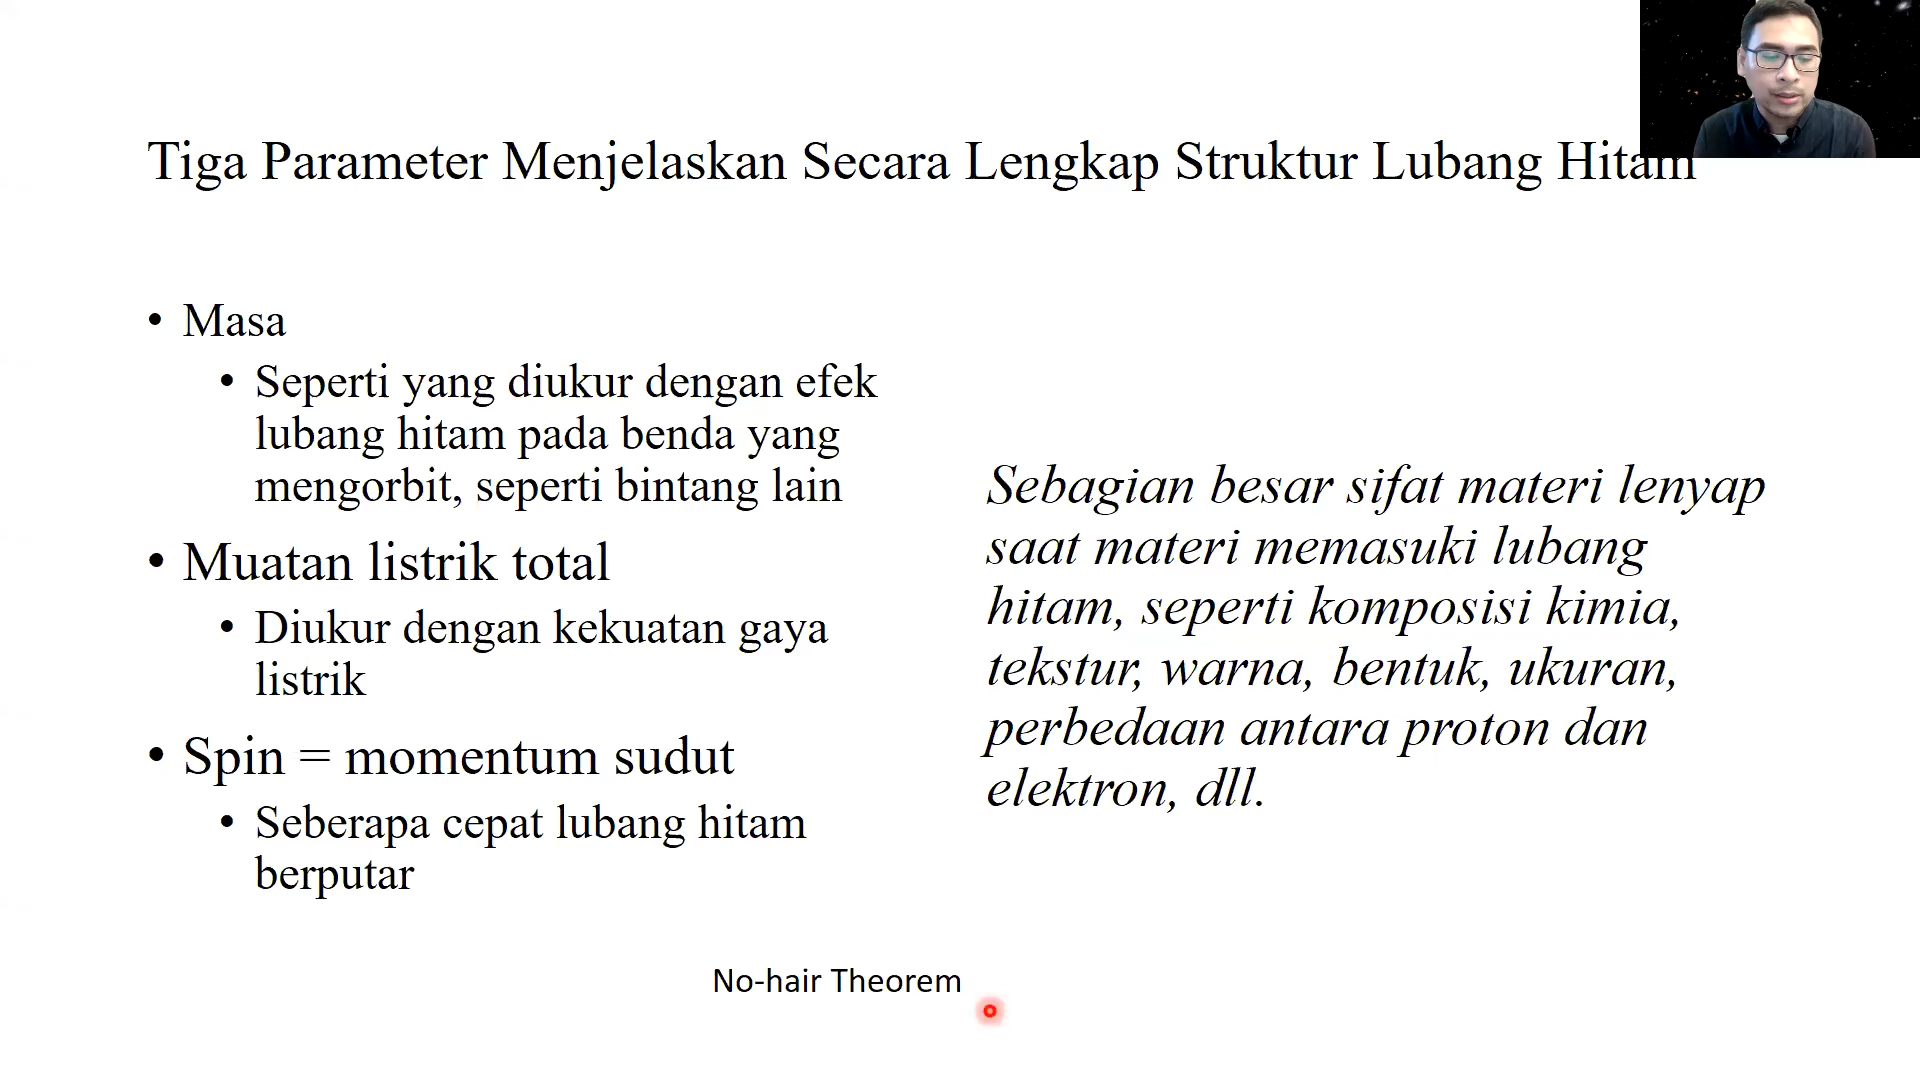 Tiga Parameter Menjelaskan Secara Lengkap Struktur Lubang Hitam
• Masa
• Seperti yang diukur dengan efek
lubang hitam pada benda yang
mengorbit, seperti bintang lain
• Muatan listrik total
• Diukur dengan kekuatan gaya
listrik
• Spin = momentum sudut
• Seberapa cepat lubang hitam
berputar
Sebagian besar sifat materi lenyap
saat materi memasuki lubang
hitam, seperti komposisi kimia,
tekstur, warna, bentuk, ukuran,
perbedaan antara proton dan
elektron, dll.
No-hair Theorem